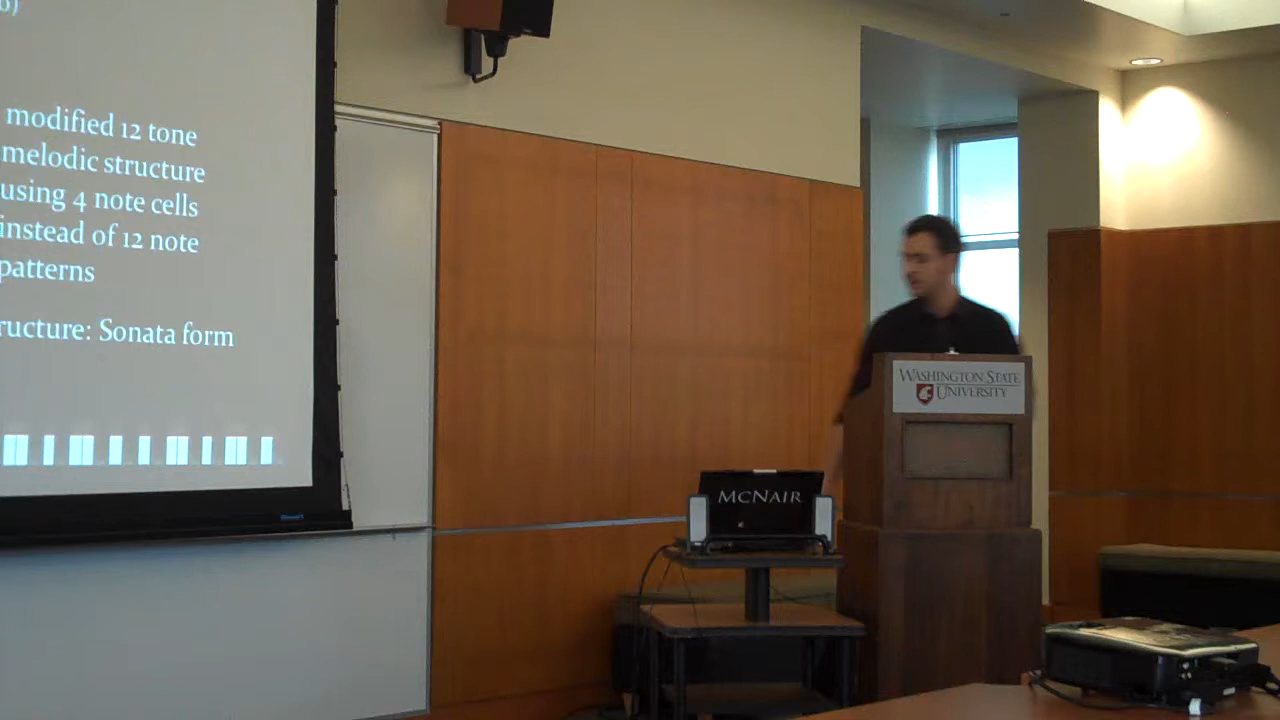 modified 12 tone
melodic structure
using 4 note cells
instead of 12 note
patterns
ructure: Sonata form
WASHINGTON STATE
UNIVERSITY
MCNAIR